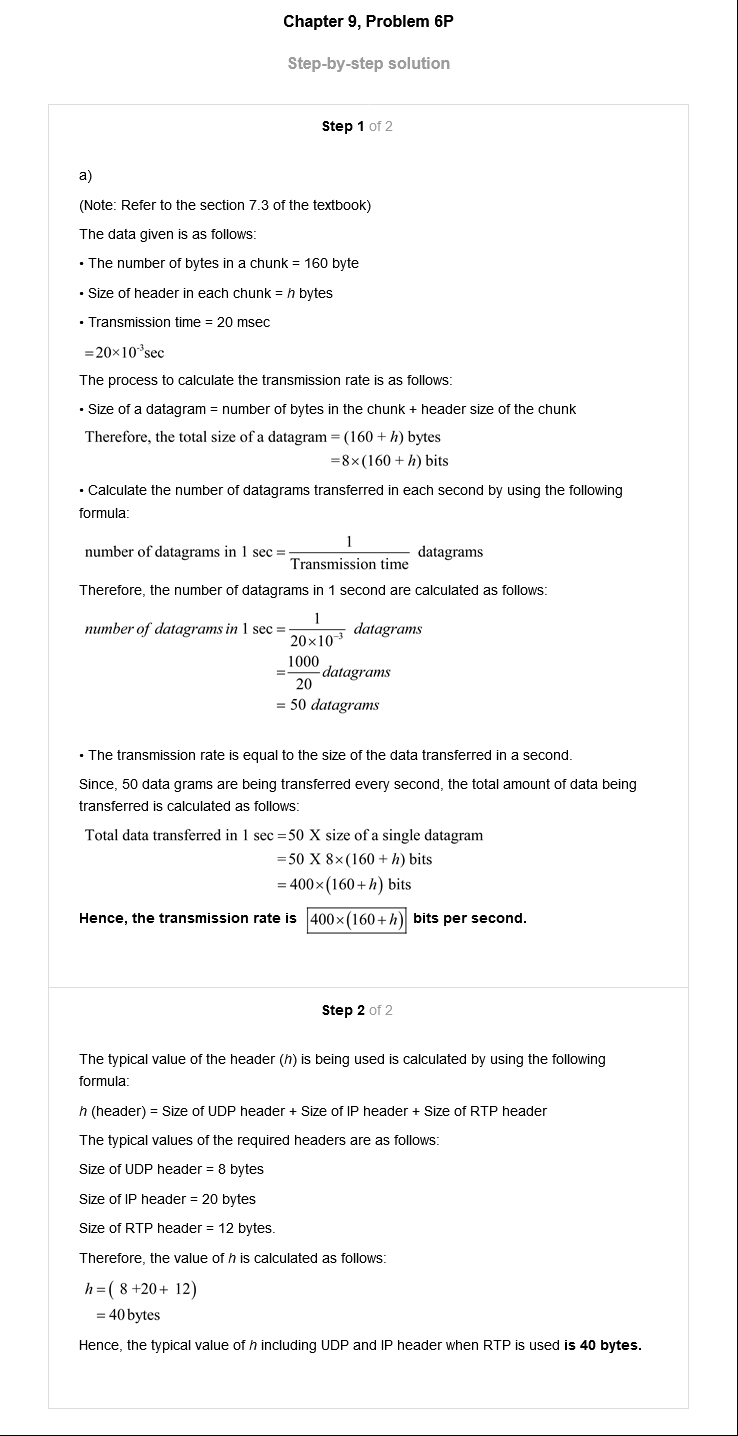 Chapter 9, Problem 6P
Step-by-step solution
Step 1 of 2
a)
(Note: Refer to the section 7.3 of the textbook)
The data given is as follows:
• The number of bytes in a chunk = 160 byte
• Size of header in each chunk = h bytes
• Transmission time = 20 msec
=20×10⁻³sec
The process to calculate the transmission rate is as follows:
• Size of a datagram = number of bytes in the chunk + header size of the chunk
Therefore, the total size of a datagram = (160 + h) bytes
=8×(160 + h) bits
• Calculate the number of datagrams transferred in each second by using the following
formula:
number of datagrams in 1 sec = 1 / Transmission time datagrams
Therefore, the number of datagrams in 1 second are calculated as follows:
number of datagrams in 1 sec = 1 / 20×10⁻³ datagrams
= 1000 / 20 datagrams
= 50 datagrams
• The transmission rate is equal to the size of the data transferred in a second.
Since, 50 data grams are being transferred every second, the total amount of data being
transferred is calculated as follows:
Total data transferred in 1 sec =50 X size of a single datagram
=50 X 8×(160 + h) bits
= 400×(160+h) bits
Hence, the transmission rate is 400×(160+h) bits per second.
Step 2 of 2
The typical value of the header (h) is being used is calculated by using the following
formula:
h (header) = Size of UDP header + Size of IP header + Size of RTP header
The typical values of the required headers are as follows:
Size of UDP header = 8 bytes
Size of IP header = 20 bytes
Size of RTP header = 12 bytes.
Therefore, the value of h is calculated as follows:
h = ( 8 +20 + 12)
= 40 bytes
Hence, the typical value of h including UDP and IP header when RTP is used is 40 bytes.